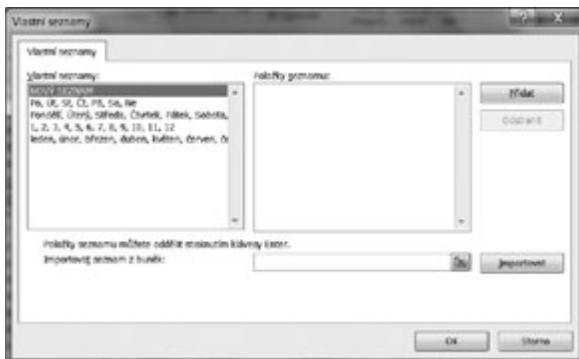 Vlastní seznamy
Vlastní seznamy
Vlastní seznamy:
NOVÝ SEZNAM
Po, Út, St, Čt, Pá, So, Ne
Pondělí, Úterý, Středa, Čtvrtek, Pátek, Sobota,
1, 2, 3, 4, 5, 6, 7, 8, 9, 10, 11, 12
leden, únor, březen, duben, květen, červen, če
Položky seznamu:
Přidat
Odstranit
Položky seznamu můžete oddělit stisknutím klávesy Enter.
Importovat seznam z buněk:
Importovat
OK
Storno